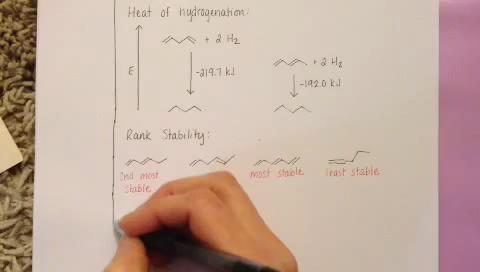 Heat of hydrogenation:
+ 2 H₂
+ 2 H₂
E
-219.7 kJ
-192.0 kJ
Rank Stability:
2nd most
stable
most stable
least stable